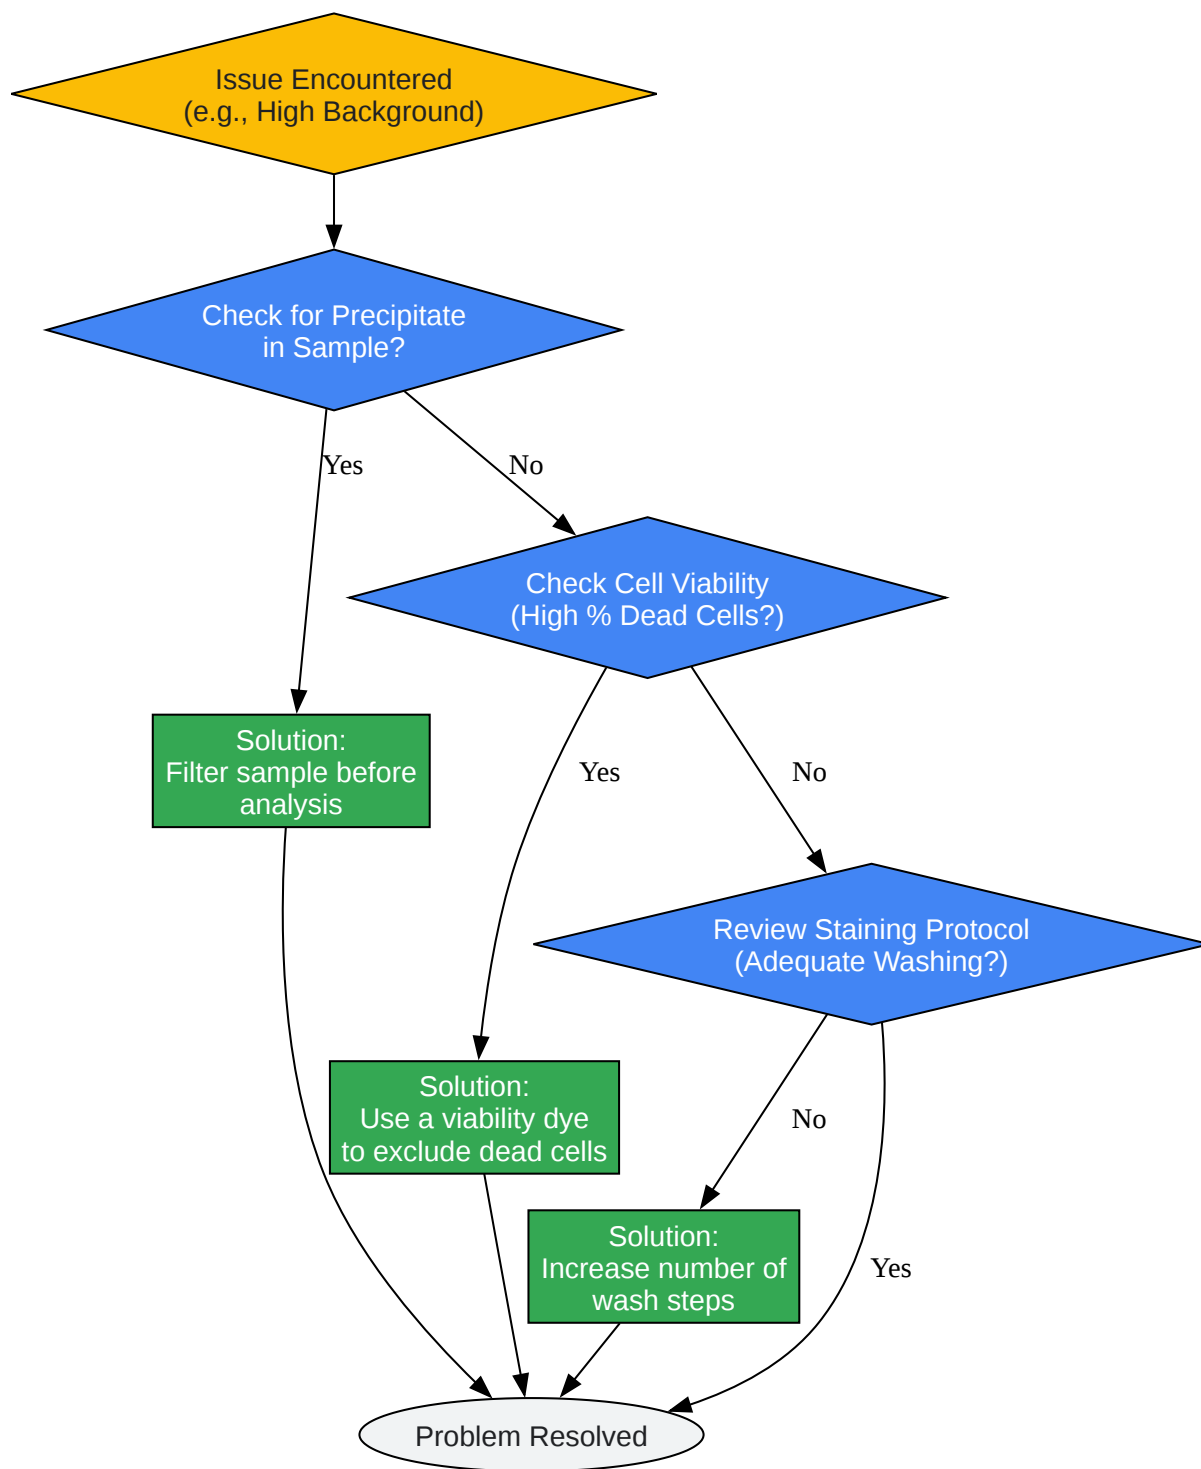 Issue Encountered
(e.g., High Background)
Check for Precipitate
in Sample?
Yes
No
Check Cell Viability
(High % Dead Cells?)
Solution:
Filter sample before
analysis
Yes
No
Review Staining Protocol
(Adequate Washing?)
Solution:
Use a viability dye
to exclude dead cells
No
Solution:
Increase number of
wash steps
Yes
Problem Resolved